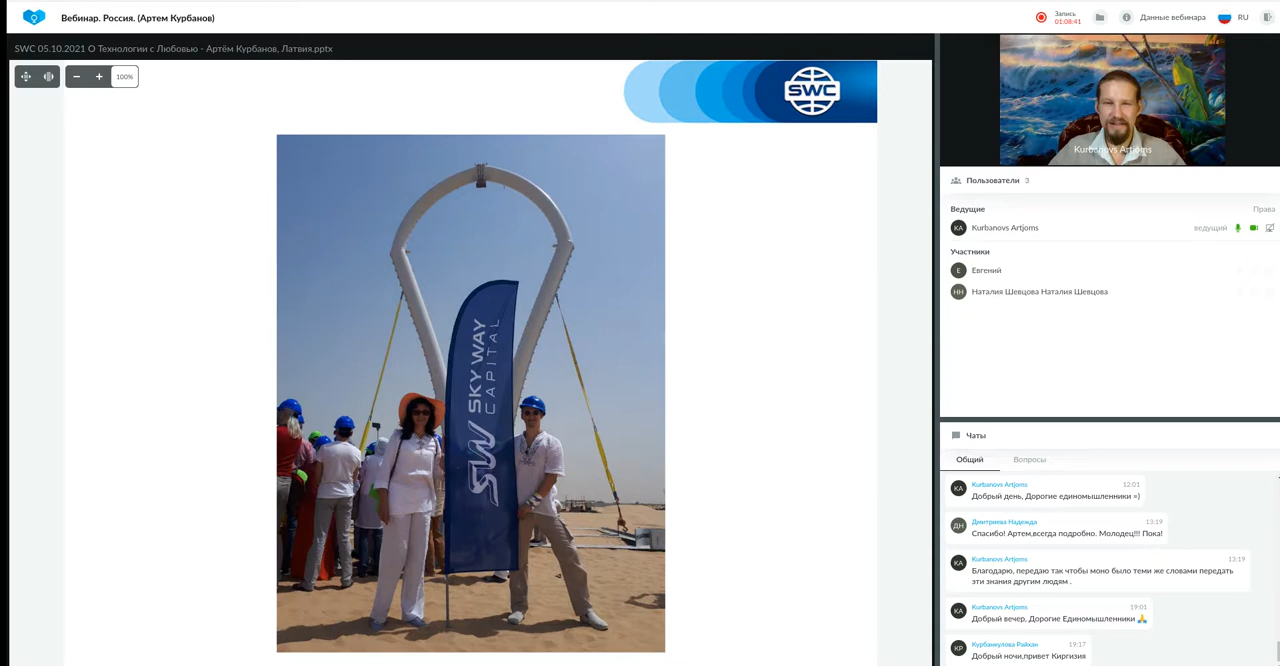 Вебинар. Россия. (Артем Курбанов)
Запись
01:08:41
Данные вебинара
RU
SWC 05.10.2021 О Технологии с Любовью - Артём Курбанов, Латвия.pptx
100%
SWC
SKY WAY
CAPITAL
SW
Kurbanovs Artjoms
Пользователи 3
Ведущие
Права
KA
Kurbanovs Artjoms
ведущий
Участники
Е
Евгений
НН
Наталия Шевцова Наталия Шевцова
Чаты
Общий
Вопросы
KA
Kurbanovs Artjoms
12:01
Добрый день, Дорогие единомышленники =)
ДН
Дмитриева Надежда
13:19
Спасибо! Артем,всегда подробно. Молодец!!! Пока!
KA
Kurbanovs Artjoms
13:19
Благодарю, передаю так чтобы моно было теми же словами передать
эти знания другим людям .
KA
Kurbanovs Artjoms
19:01
Добрый вечер, Дорогие Единомышленники 🙏
КР
Курбанкулова Райхан
19:17
Добрый ночи,привет Киргизия